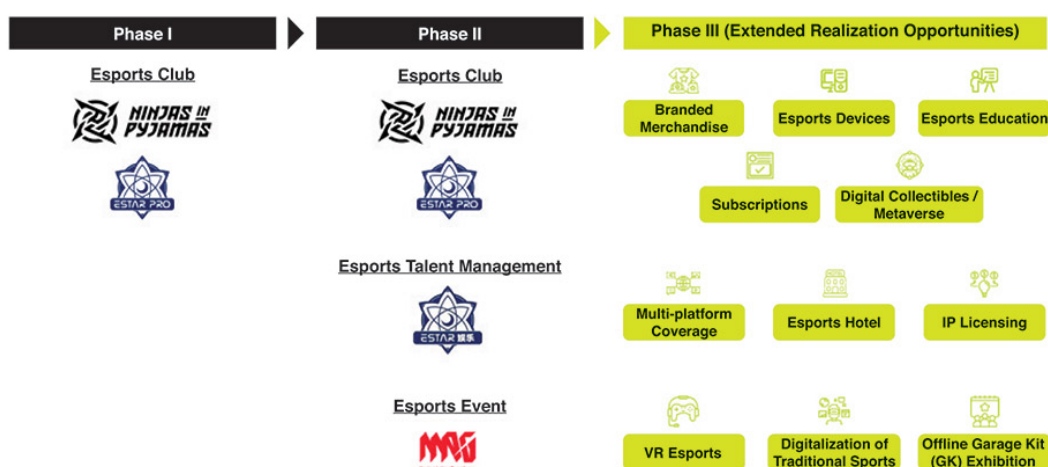 Phase I
Phase II
Phase III (Extended Realization Opportunities)
Esports Club
NINJAS IN
PYJAMAS
ESTAR PRO
Esports Club
NINJAS IN
PYJAMAS
ESTAR PRO
Branded
Merchandise
Esports Devices
Esports Education
Subscriptions
Digital Collectibles /
Metaverse
Esports Talent Management
ESTAR 娱乐
Multi-platform
Coverage
Esports Hotel
IP Licensing
Esports Event
VR Esports
Digitalization of
Traditional Sports
Offline Garage Kit
(GK) Exhibition